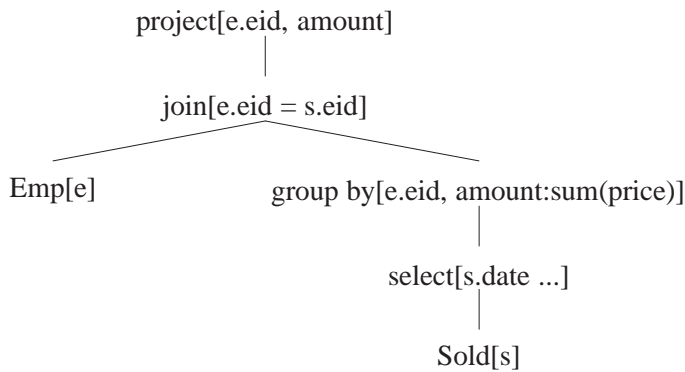 project[e.eid, amount]
join[e.eid = s.eid]
Emp[e]
group by[e.eid, amount:sum(price)]
select[s.date ...]
Sold[s]